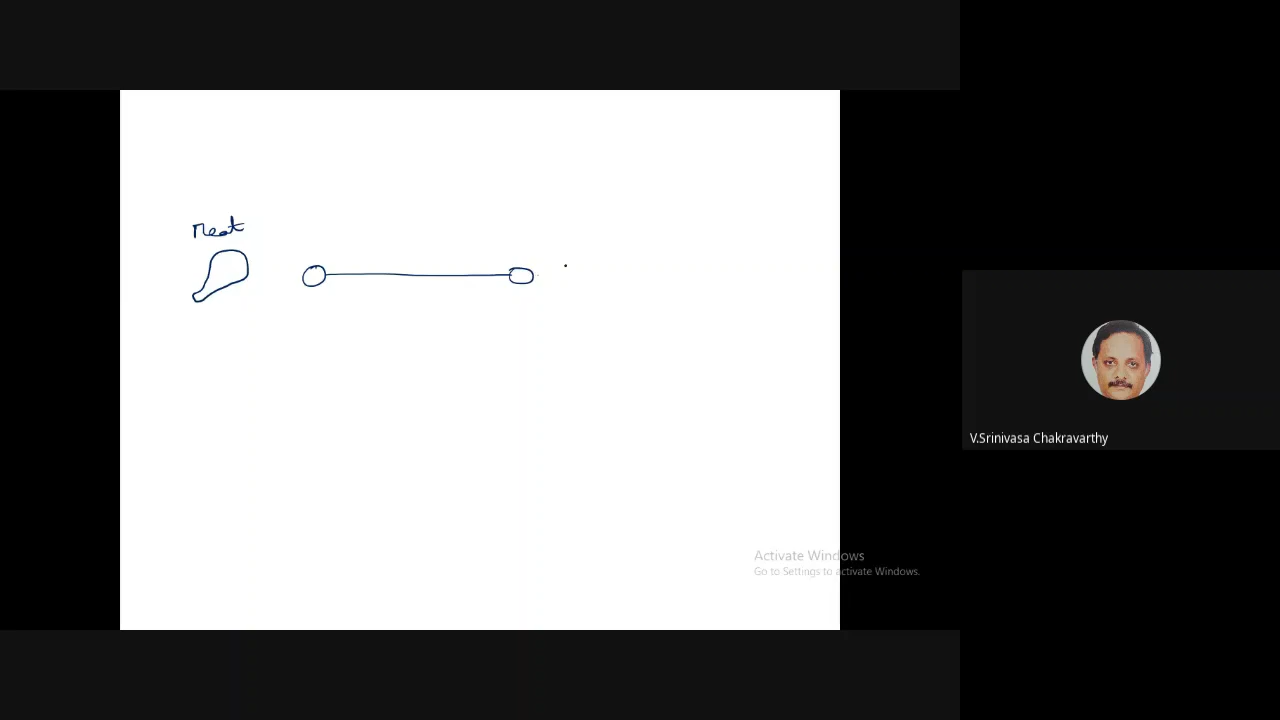 Meat
V.Srinivasa Chakravarthy
Activate Windows
Go to Settings to activate Windows.